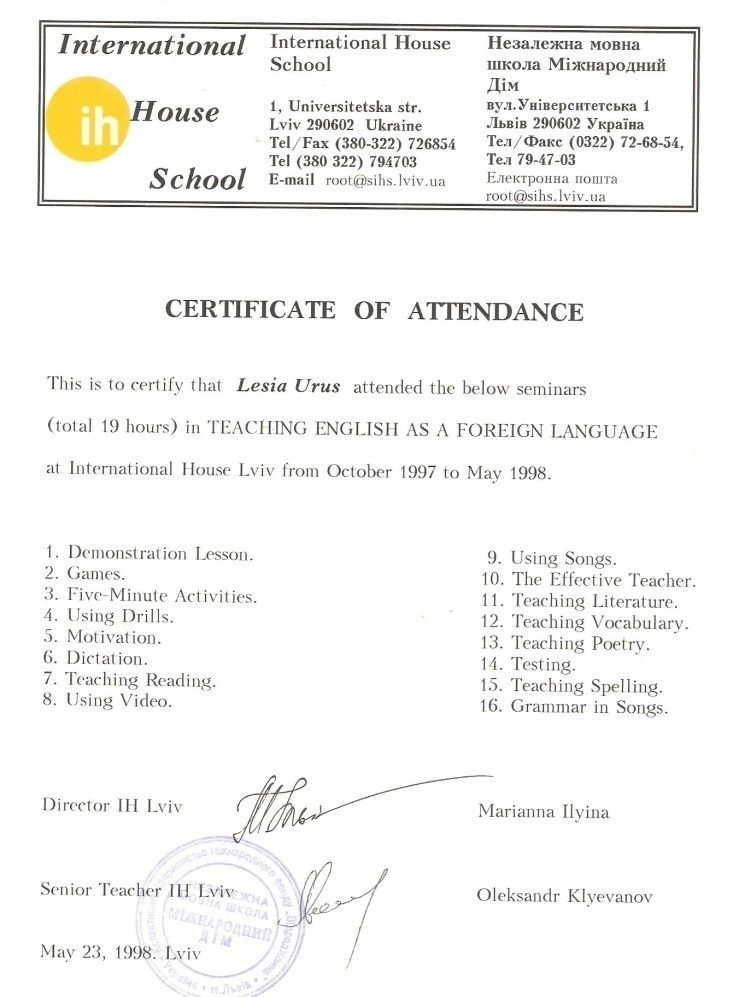 International
House
School
ih
International House
School
1, Universitetska str.
Lviv 290602 Ukraine
Tel/Fax (380-322) 726854
Tel (380 322) 794703
E-mail root@sihs.lviv.ua
Незалежна мовна
школа Міжнародний
Дім
вул.Університетська 1
Львів 290602 Україна
Тел/Факс (0322) 72-68-54,
Тел 79-47-03
Електронна пошта
root@sihs.lviv.ua
CERTIFICATE OF ATTENDANCE
This is to certify that Lesia Urus attended the below seminars
(total 19 hours) in TEACHING ENGLISH AS A FOREIGN LANGUAGE
at International House Lviv from October 1997 to May 1998.
1. Demonstration Lesson.
2. Games.
3. Five-Minute Activities.
4. Using Drills.
5. Motivation.
6. Dictation.
7. Teaching Reading.
8. Using Video.
9. Using Songs.
10. The Effective Teacher.
11. Teaching Literature.
12. Teaching Vocabulary.
13. Teaching Poetry.
14. Testing.
15. Teaching Spelling.
16. Grammar in Songs.
Director IH Lviv
Marianna Ilyina
Senior Teacher IH Lviv
Oleksandr Klyevanov
May 23, 1998. Lviv
НЕЗАЛЕЖНА
МОВНА ШКОЛА
МІЖНАРОДНИЙ
ДІМ
Україна • м.Львів •